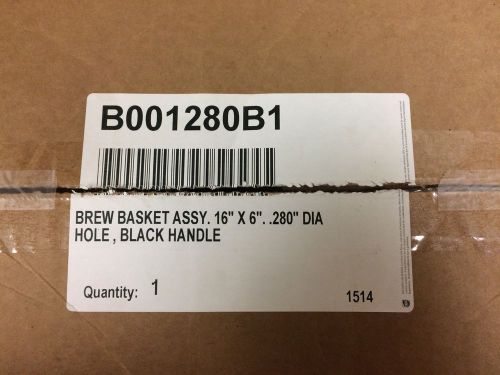 B001280B1
BREW BASKET ASSY. 16" X 6". .280" DIA
HOLE , BLACK HANDLE
Quantity: 1
1514